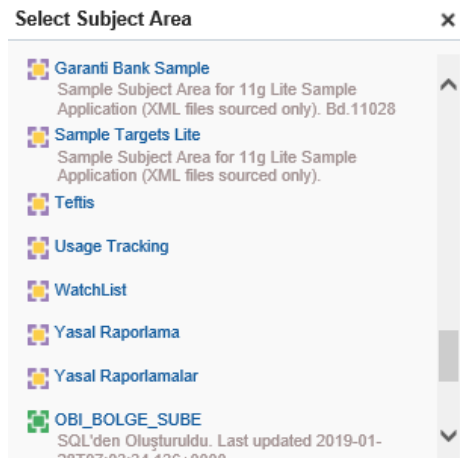 Select Subject Area
Garanti Bank Sample
Sample Subject Area for 11g Lite Sample
Application (XML files sourced only). Bd.11028
Sample Targets Lite
Sample Subject Area for 11g Lite Sample
Application (XML files sourced only).
Teftis
Usage Tracking
WatchList
Yasal Raporlama
Yasal Raporlamalar
OBI_BOLGE_SUBE
SQL'den Oluşturuldu. Last updated 2019-01-